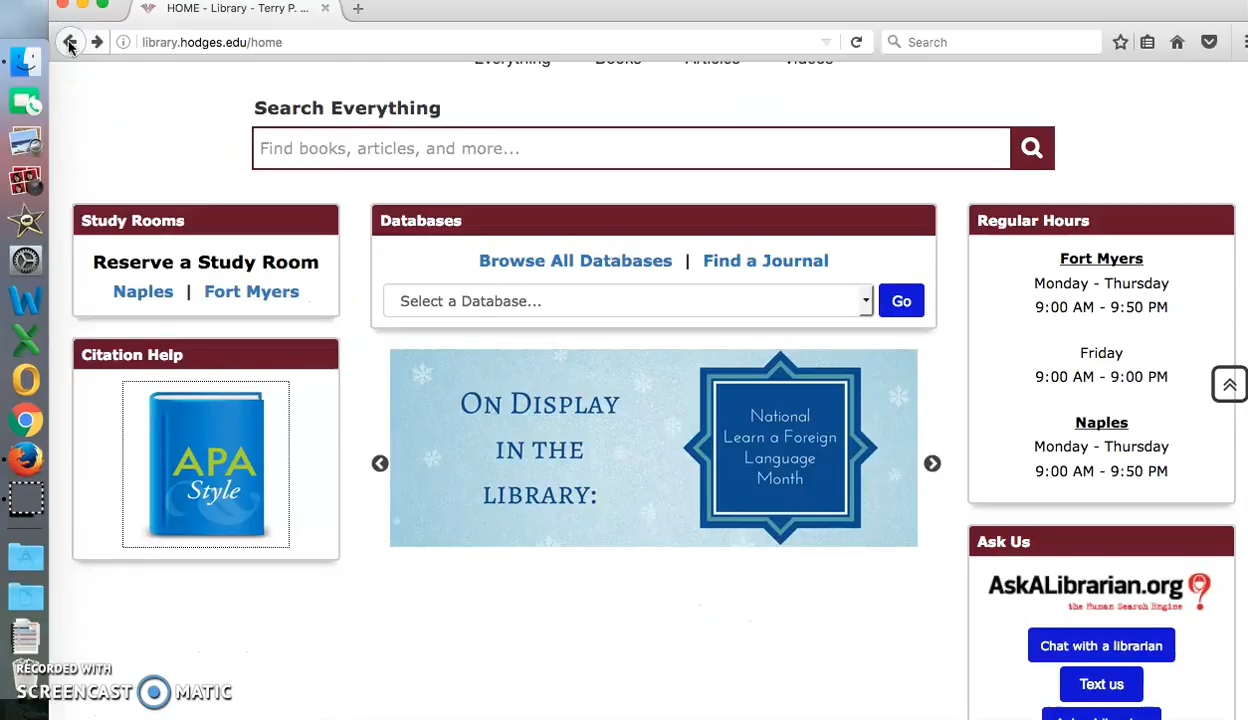 HOME - Library - Terry P. ...
library.hodges.edu/home
Search
Everything Books Articles Videos
Search Everything
Find books, articles, and more...
Study Rooms
Reserve a Study Room
Naples | Fort Myers
Citation Help
APA
Style
Databases
Browse All Databases | Find a Journal
Select a Database...
Go
On Display
in the
Library:
National
Learn a Foreign
Language
Month
Regular Hours
Fort Myers
Monday - Thursday
9:00 AM - 9:50 PM
Friday
9:00 AM - 9:00 PM
Naples
Monday - Thursday
9:00 AM - 9:50 PM
Ask Us
AskALibrarian.org
the Human Search Engine
Chat with a librarian
Text us
RECORDED WITH
SCREENCAST MATIC